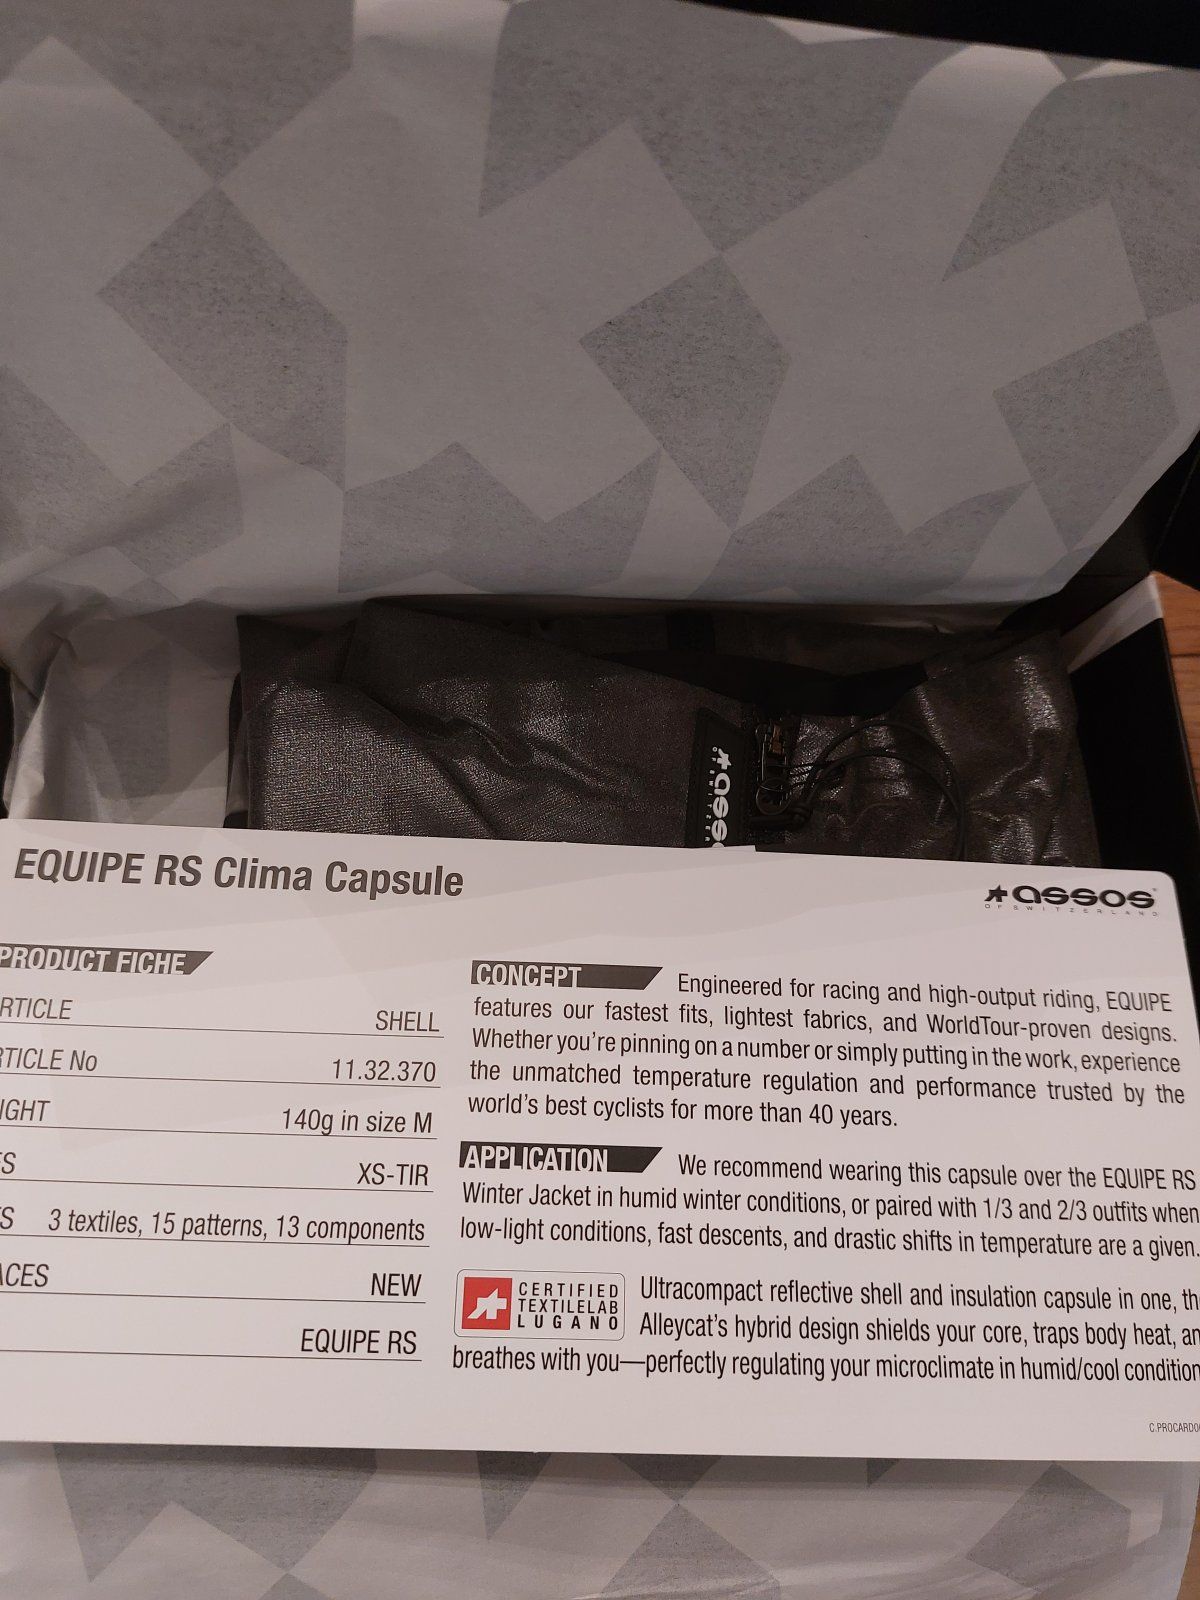 assos
EQUIPE RS Clima Capsule
assos
OF SWITZERLAND
PRODUCT FICHE
RTICLE SHELL
TICLE No 11.32.370
IGHT 140g in size M
ES XS-TIR
S 3 textiles, 15 patterns, 13 components
ACES NEW
EQUIPE RS
CONCEPT Engineered for racing and high-output riding, EQUIPE
features our fastest fits, lightest fabrics, and WorldTour-proven designs.
Whether you're pinning on a number or simply putting in the work, experience
the unmatched temperature regulation and performance trusted by the
world's best cyclists for more than 40 years.
APPLICATION We recommend wearing this capsule over the EQUIPE RS
Winter Jacket in humid winter conditions, or paired with 1/3 and 2/3 outfits when
low-light conditions, fast descents, and drastic shifts in temperature are a given.
CERTIFIED
TEXTILELAB
LUGANO
Ultracompact reflective shell and insulation capsule in one, th
Alleycat's hybrid design shields your core, traps body heat, an
breathes with you—perfectly regulating your microclimate in humid/cool condition
C.PROCARDO